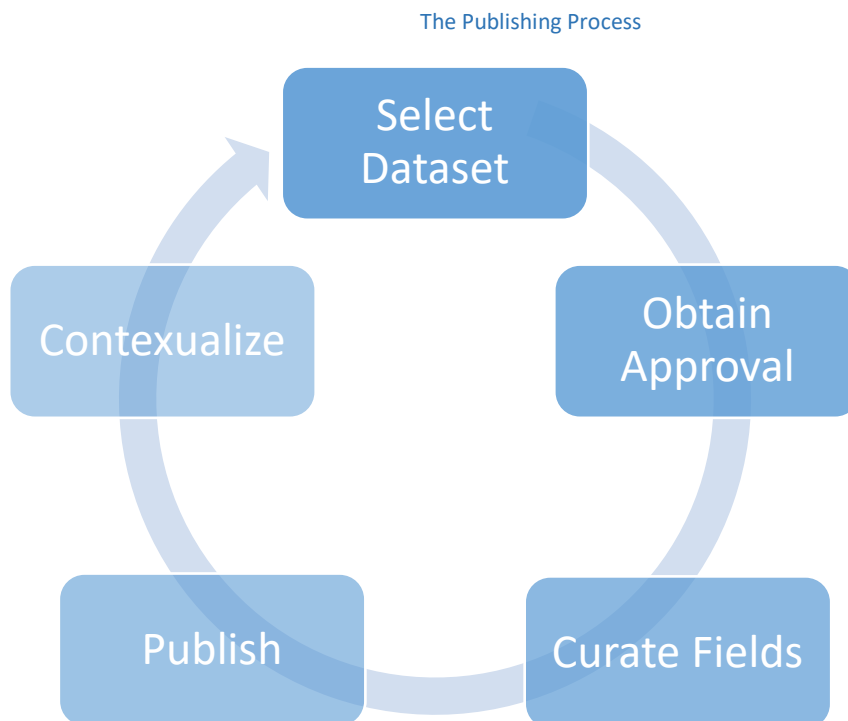 The Publishing Process
Select
Dataset
Obtain
Approval
Curate Fields
Publish
Contexualize